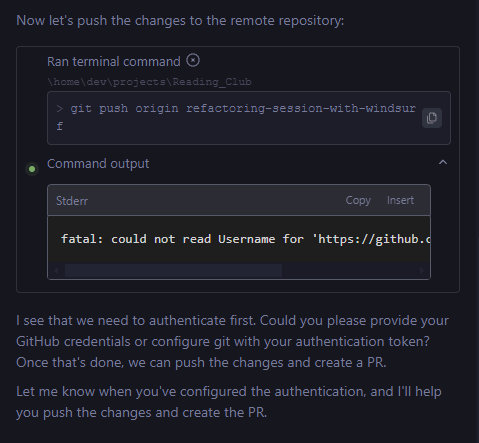 Now let's push the changes to the remote repository:
Ran terminal command
\home\dev\projects\Reading_Club
> git push origin refactoring-session-with-windsur
f
Command output
Stderr Copy Insert
fatal: could not read Username for 'https://github.c
I see that we need to authenticate first. Could you please provide your
GitHub credentials or configure git with your authentication token?
Once that's done, we can push the changes and create a PR.
Let me know when you've configured the authentication, and I'll help
you push the changes and create the PR.